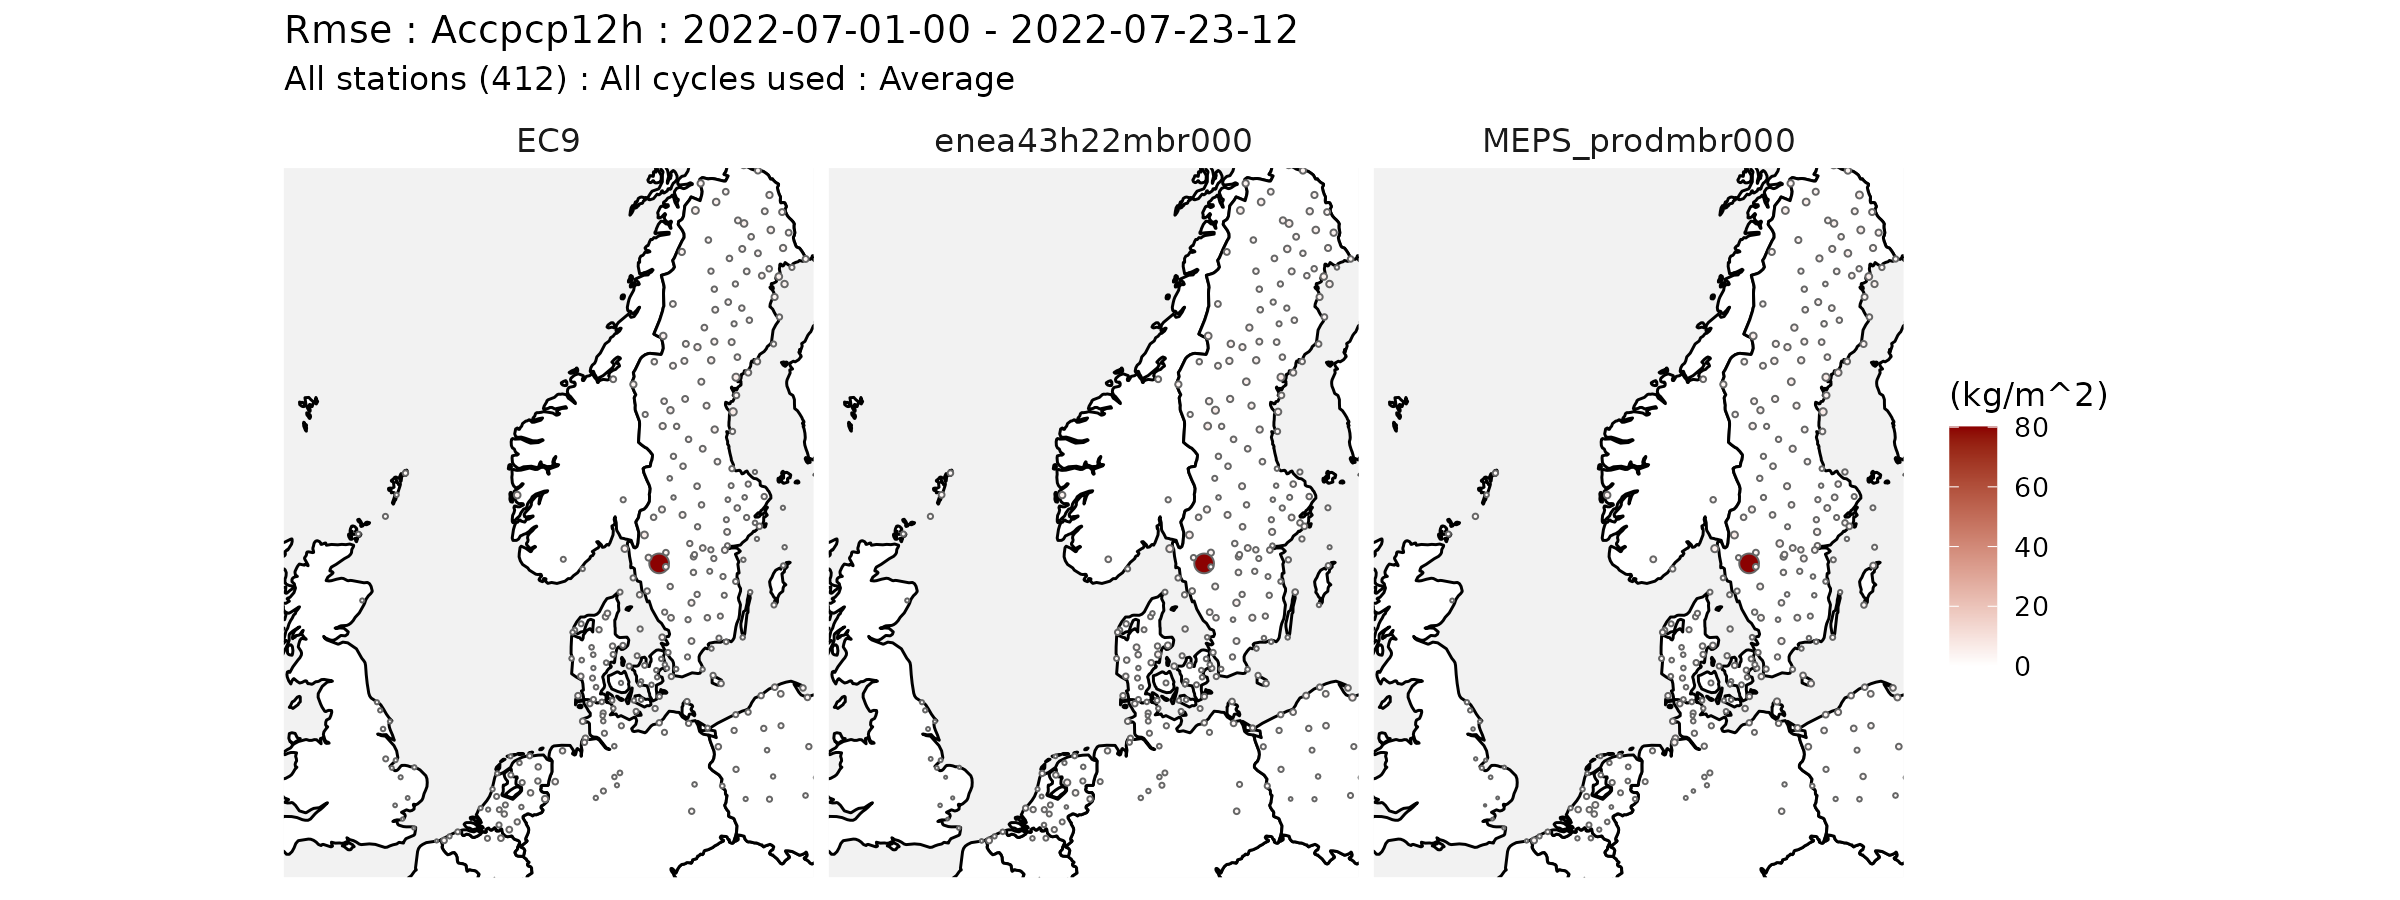 Rmse : Accpcp12h : 2022-07-01-00 - 2022-07-23-12
All stations (412) : All cycles used : Average
EC9
enea43h22mbr000
MEPS_prodmbr000
(kg/m^2)
80
60
40
20
0